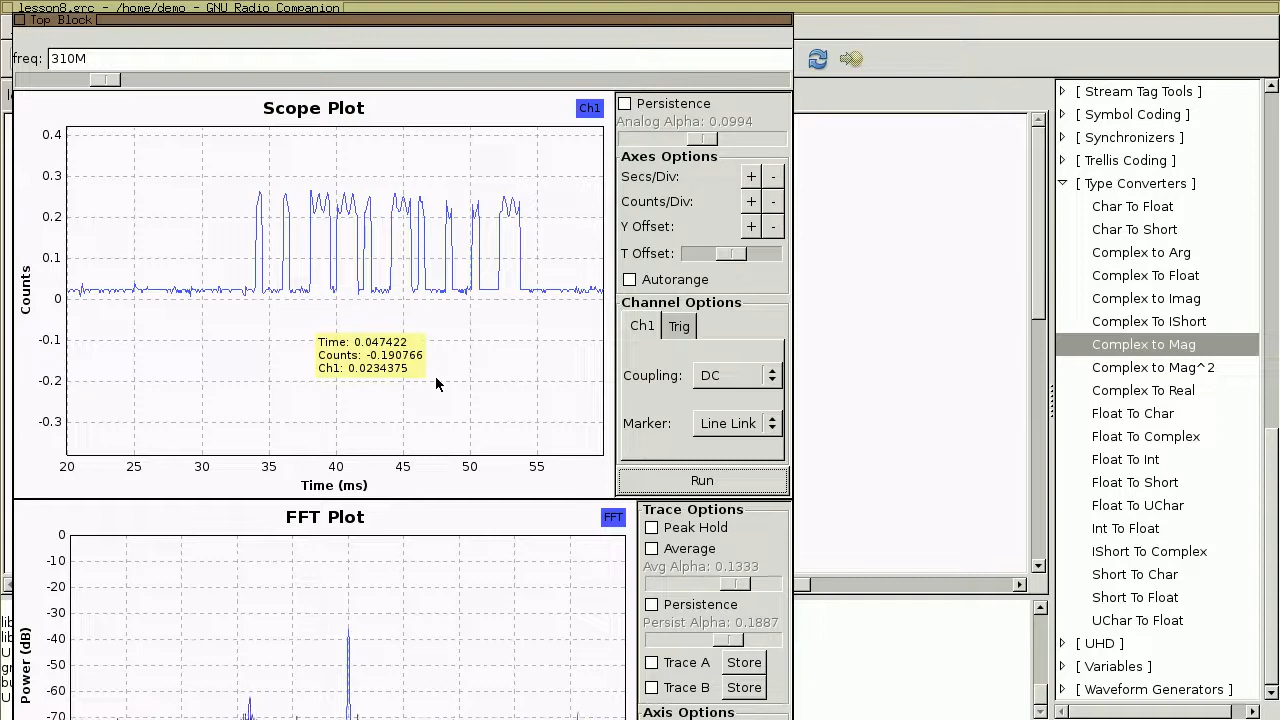 lesson8.grc - /home/demo - GNU Radio Companion
Top Block
freq: 310M
Scope Plot
Ch1
0.4
0.3
0.2
0.1
0
-0.1
-0.2
-0.3
Counts
20 25 30 35 40 45 50 55
Time (ms)
Time: 0.047422
Counts: -0.190766
Ch1: 0.0234375
Persistence
Analog Alpha: 0.0994
Axes Options
Secs/Div: + -
Counts/Div: + -
Y Offset: + -
T Offset:
Autorange
Channel Options
Ch1 Trig
Coupling: DC
Marker: Line Link
Run
FFT Plot
FFT
0
-10
-20
-30
-40
-50
-60
-70
Power (dB)
Trace Options
Peak Hold
Average
Avg Alpha: 0.1333
Persistence
Persist Alpha: 0.1887
Trace A Store
Trace B Store
Axis Options
[ Stream Tag Tools ]
[ Symbol Coding ]
[ Synchronizers ]
[ Trellis Coding ]
[ Type Converters ]
Char To Float
Char To Short
Complex to Arg
Complex To Float
Complex to Imag
Complex To IShort
Complex to Mag
Complex to Mag^2
Complex To Real
Float To Char
Float To Complex
Float To Int
Float To Short
Float To UChar
Int To Float
IShort To Complex
Short To Char
Short To Float
UChar To Float
[ UHD ]
[ Variables ]
[ Waveform Generators ]